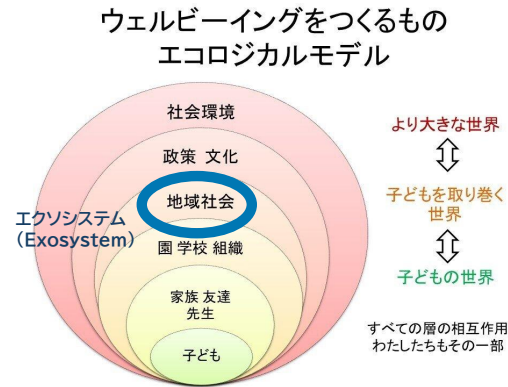 ウェルビーイングをつくるもの
エコロジカルモデル
社会環境
政策 文化
地域社会
エクソシステム
(Exosystem)
園 学校 組織
家族 友達
先生
子ども
より大きな世界
子どもを取り巻く
世界
子どもの世界
すべての層の相互作用
わたしたちもその一部